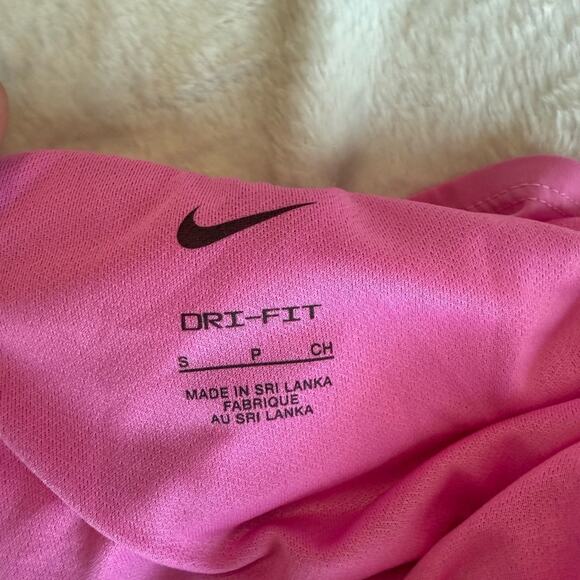 DRI-FIT
S P CH
MADE IN SRI LANKA
FABRIQUE
AU SRI LANKA